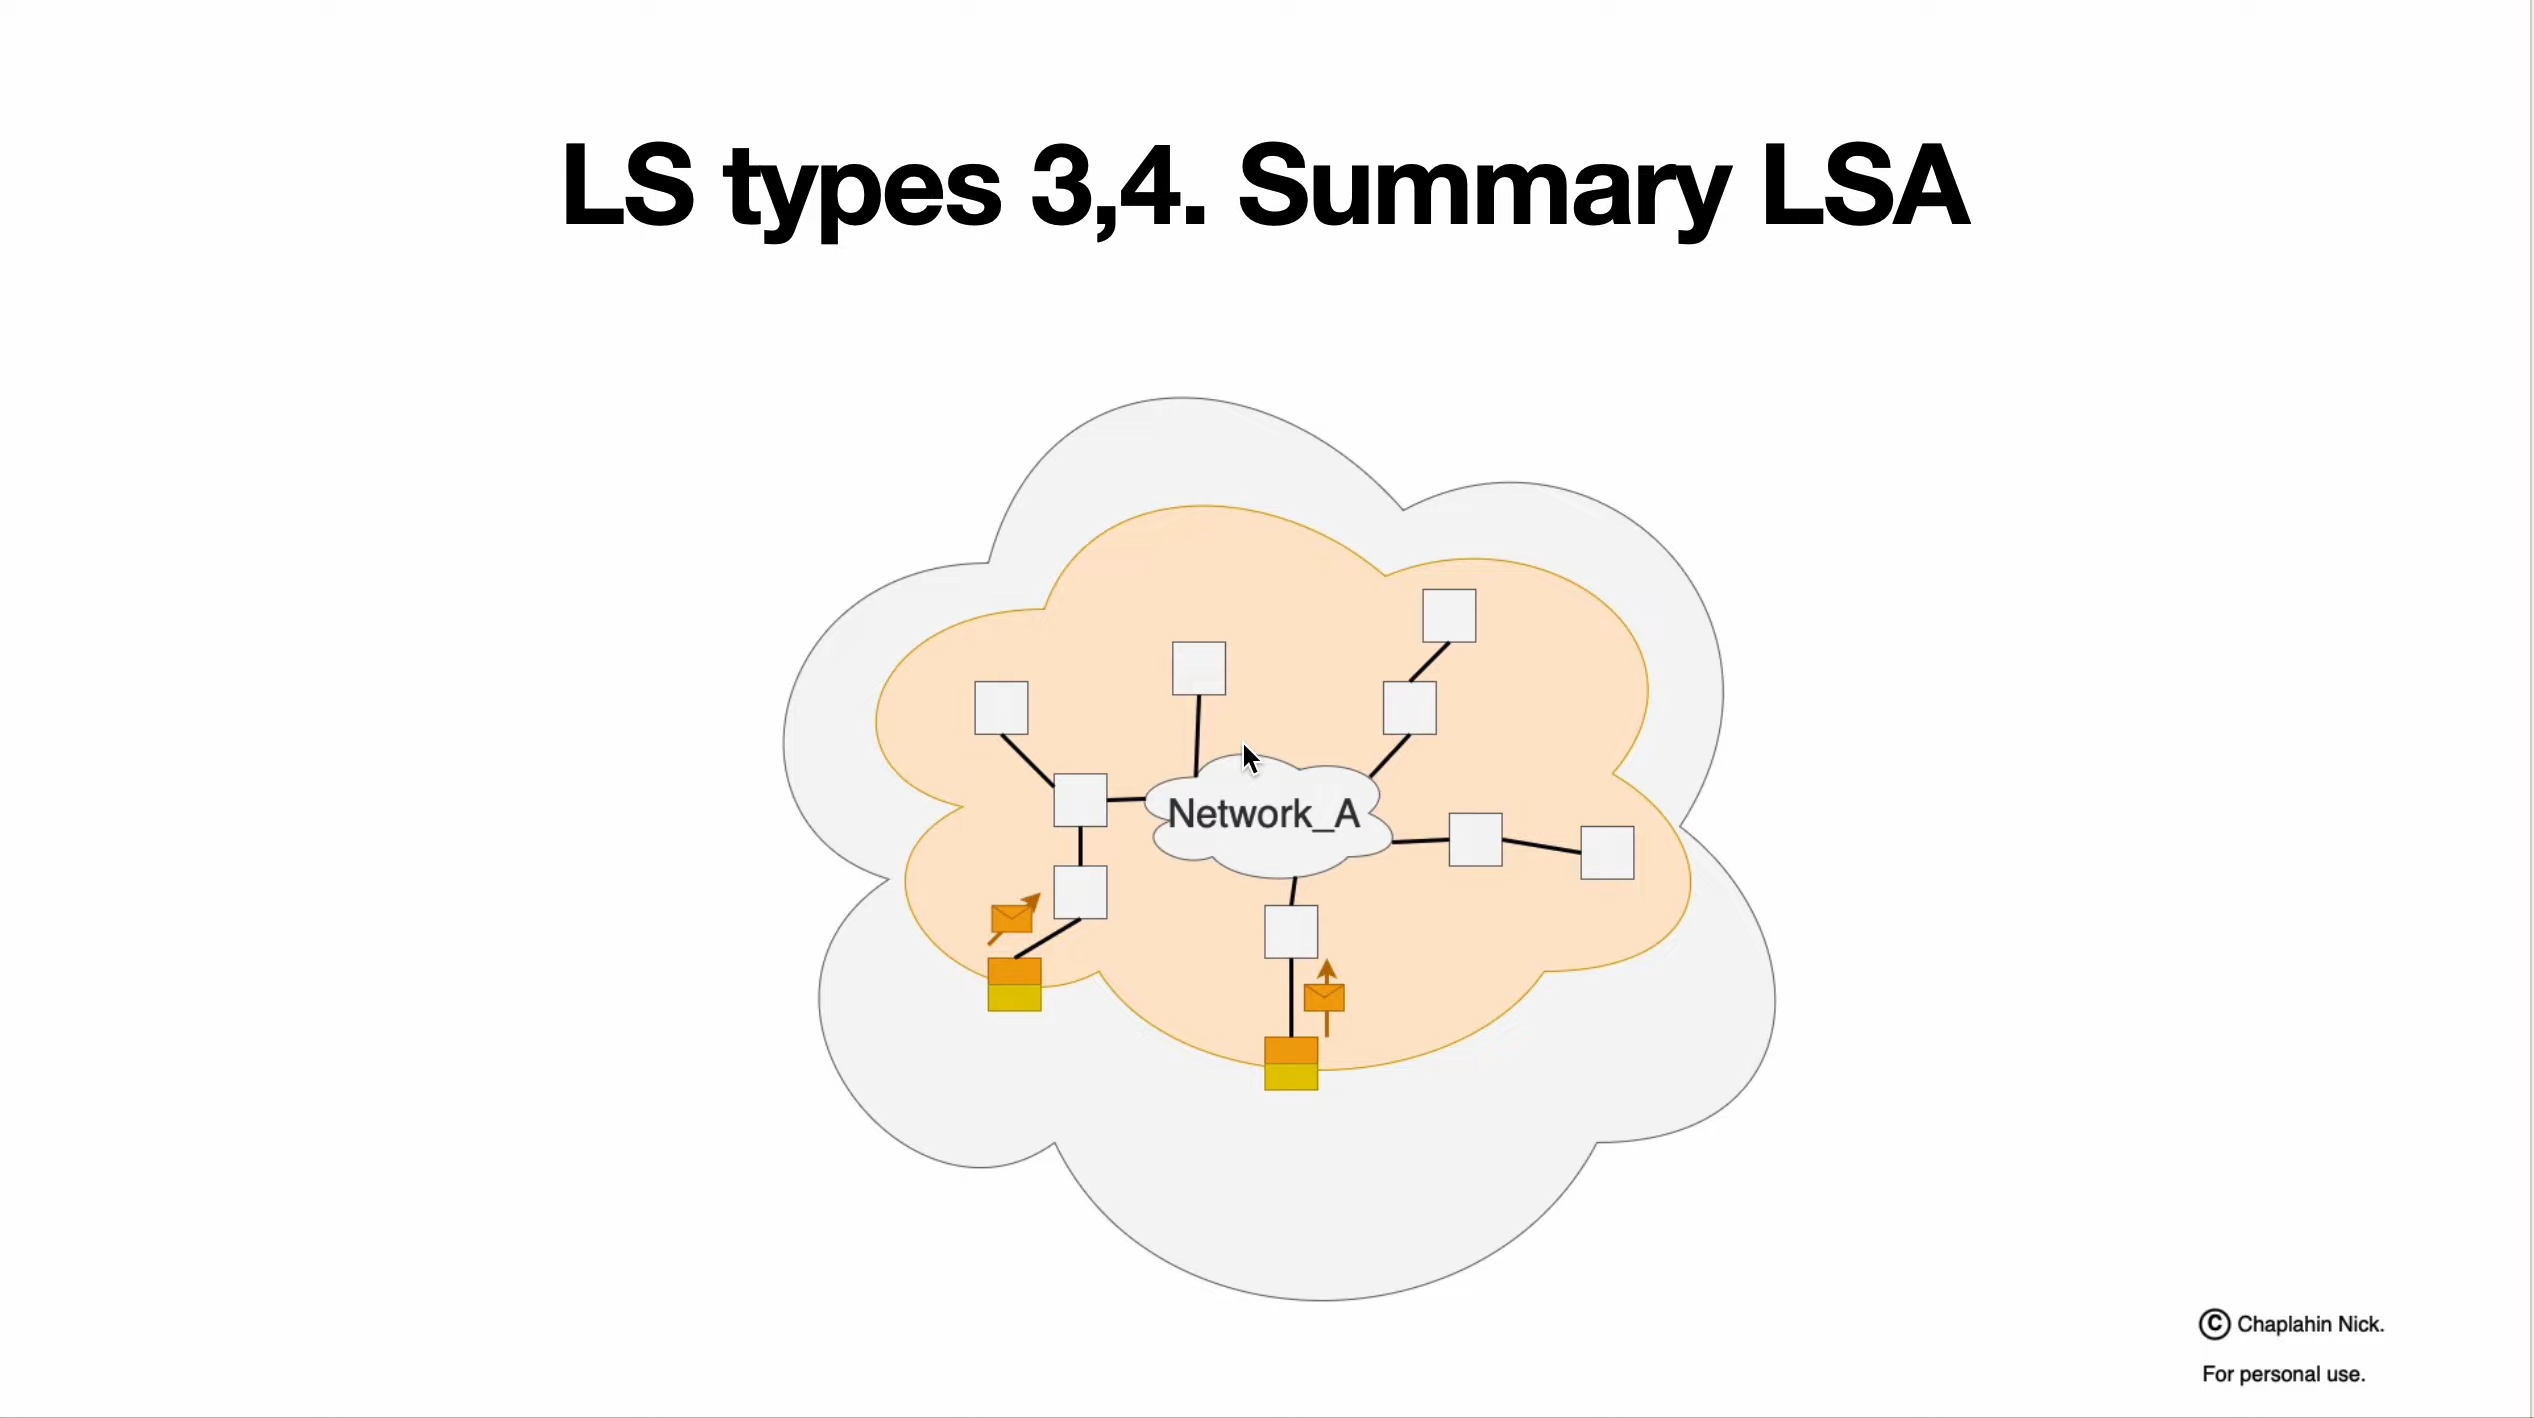 LS types 3,4. Summary LSA
Network_A
© Chaplahin Nick.
For personal use.